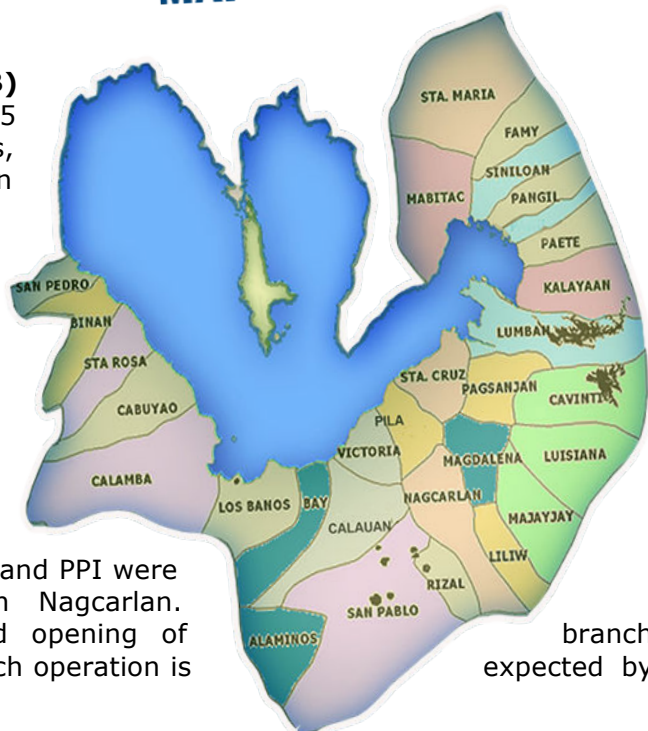 MAP
3)
5
s,
n
STA. MARIA
FAMY
SINILOAN
MABITAC
PANGIL
PAETE
SAN PEDRO
KALAYAAN
BINAN
LUMBAN
STA ROSA
STA. CRUZ
PAGSANJAN
CAVINTI
CABUYAO
PILA
VICTORIA
MAGDALENA
LUISIANA
CALAMBA
NAGCARLAN
LOS BANOS
BAY
CALAUAN
MAJAYJAY
LILIW
RIZAL
SAN PABLO
ALAMINOS
and PPI were
n Nagcarlan.
d opening of branch
ch operation is expected by